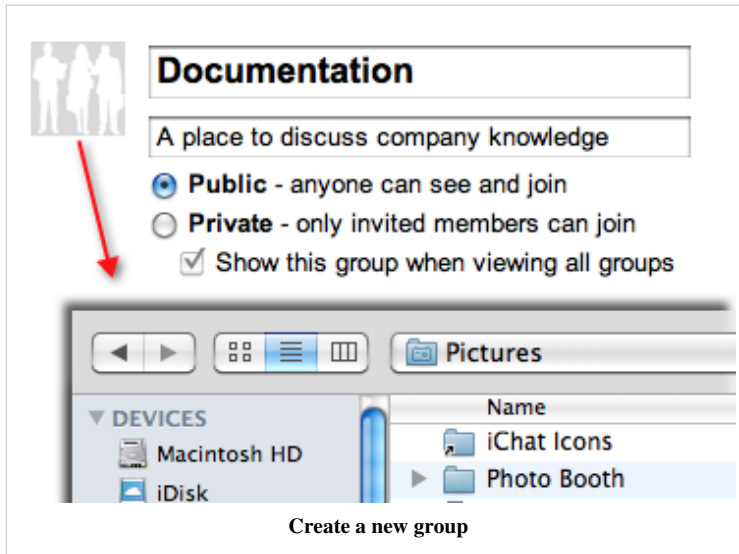 Documentation
A place to discuss company knowledge
Public - anyone can see and join
Private - only invited members can join
Show this group when viewing all groups
Pictures
DEVICES
Macintosh HD
iDisk
Name
iChat Icons
Photo Booth
Create a new group